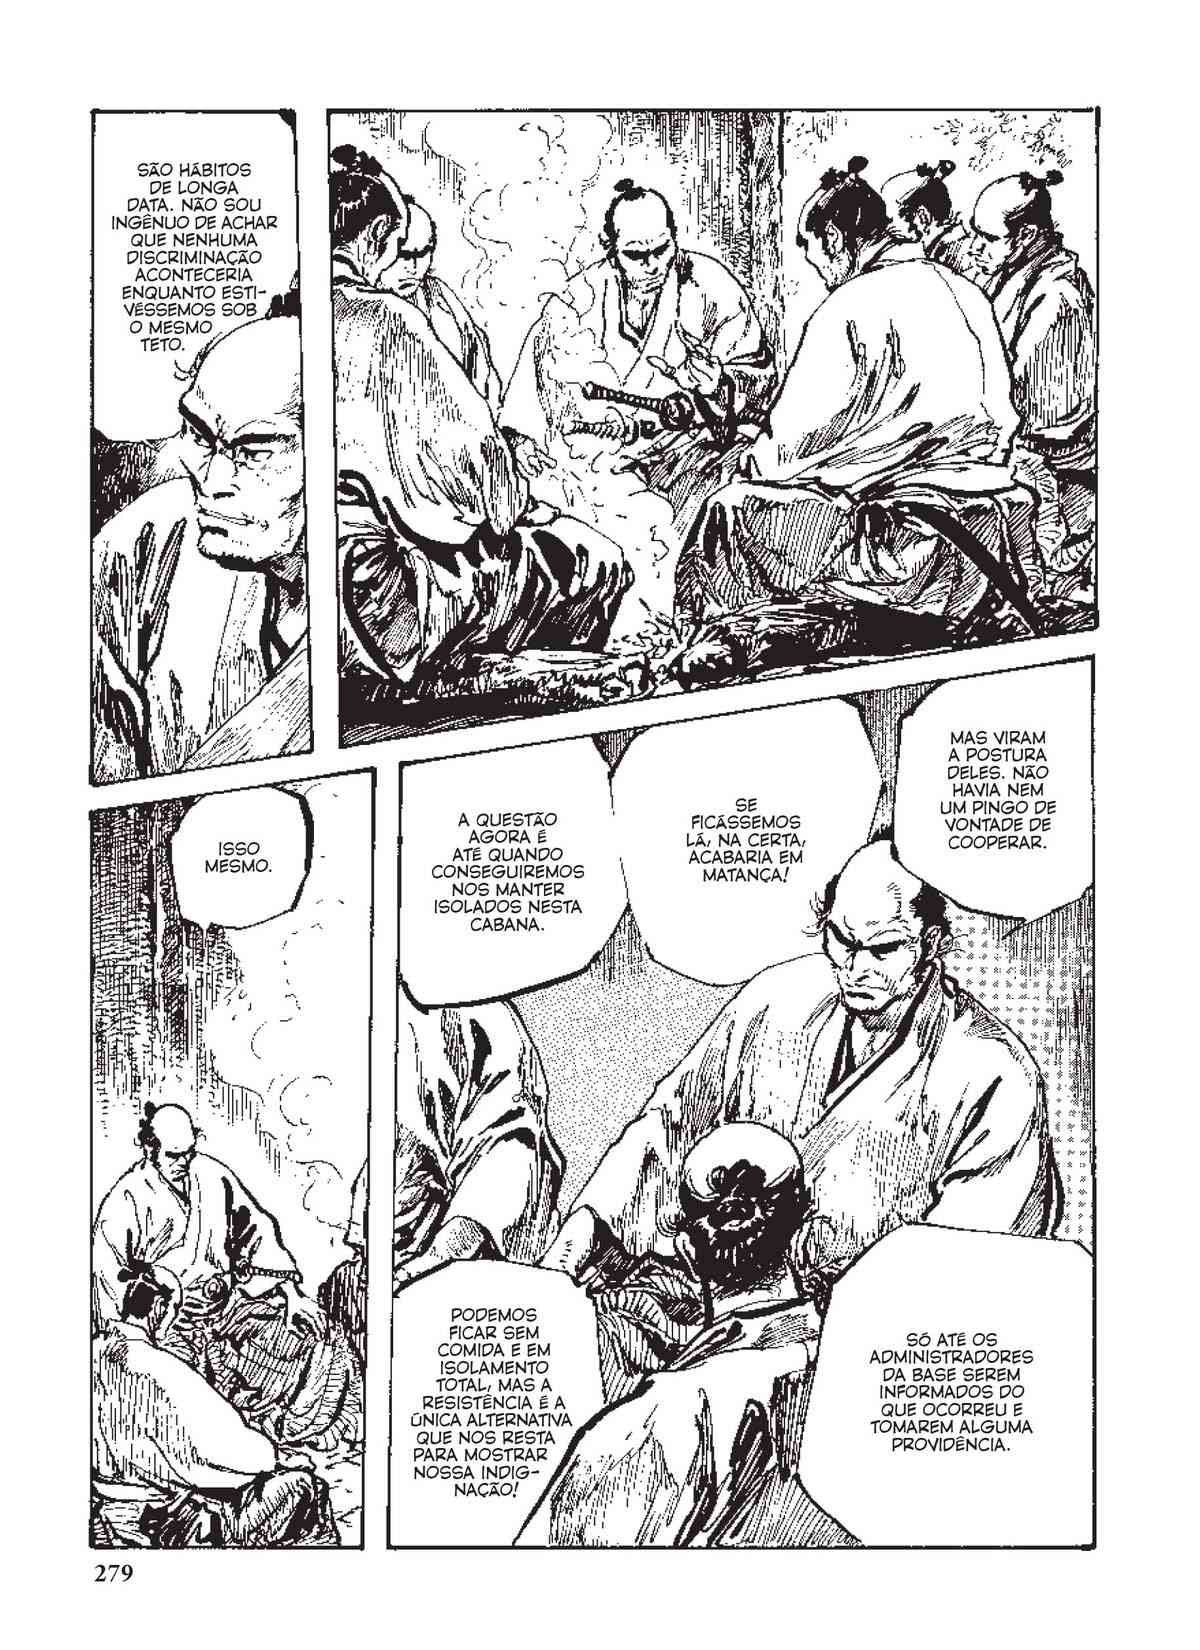 SÃO HÁBITOS
DE LONGA
DATA. NÃO SOU
INGÊNUO DE ACHAR
QUE NENHUMA
DISCRIMINAÇÃO
ACONTECERIA
ENQUANTO ESTI-
VÉSSEMOS SOB
O MESMO
TETO.
MAS VIRAM
A POSTURA
DELES. NÃO
HAVIA NEM
UM PINGO DE
VONTADE DE
COOPERAR.
SE
FICÁSSEMOS
LÁ, NA CERTA,
ACABARIA EM
MATANÇA!
A QUESTÃO
AGORA É
ATÉ QUANDO
CONSEGUIREMOS
NOS MANTER
ISOLADOS NESTA
CABANA.
SÓ ATÉ OS
ADMINISTRADORES
DA BASE SEREM
INFORMADOS DO
QUE OCORREU E
TOMAREM ALGUMA
PROVIDÊNCIA.
PODEMOS
FICAR SEM
COMIDA E EM
ISOLAMENTO
TOTAL, MAS A
RESISTÊNCIA É A
ÚNICA ALTERNATIVA
QUE NOS RESTA
PARA MOSTRAR
NOSSA INDIG-
NAÇÃO!
ISSO
MESMO.
279